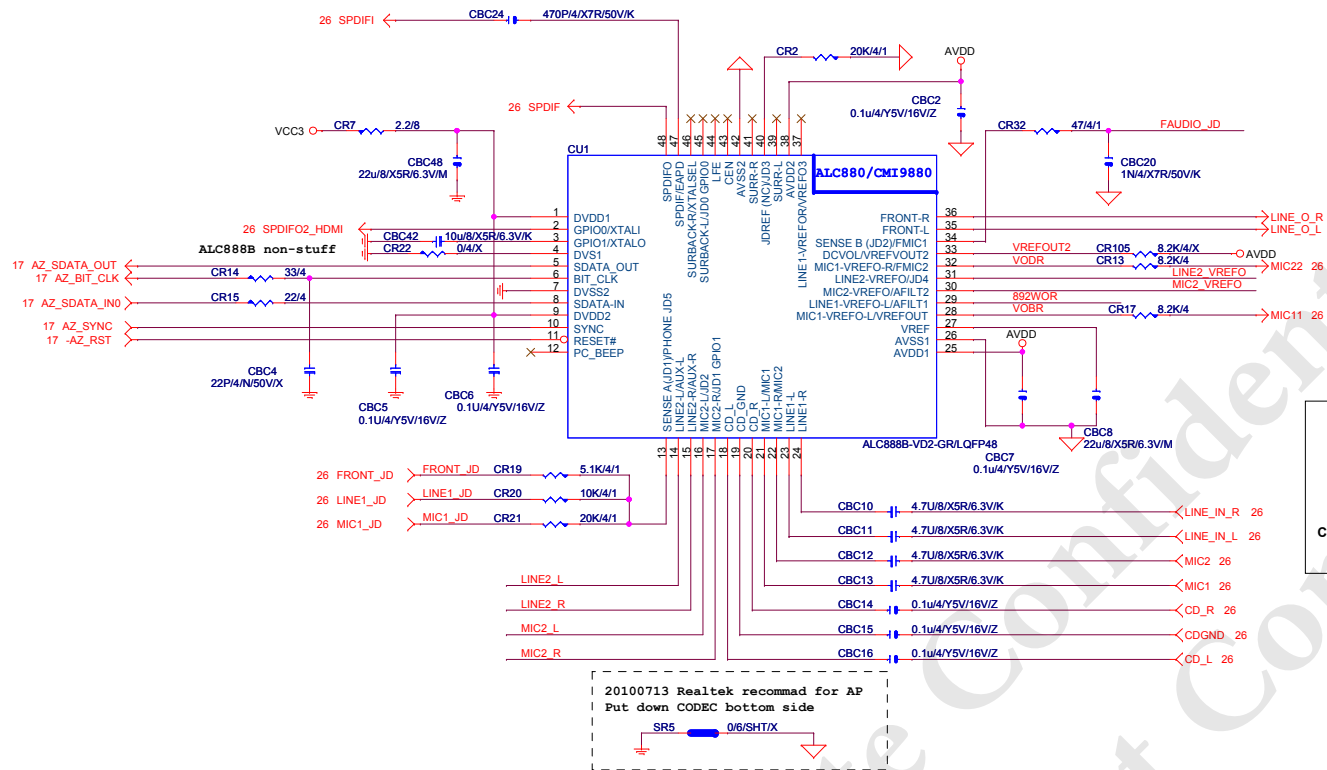 26 SPDIFI
CBC24
470P/4/X7R/50V/K
CR2
20K/4/1
AVDD
CBC2
0.1u/4/Y5V/16V/Z
26 SPDIF
VCC3
CR7
2.2/8
CBC48
22u/8/X5R/6.3V/M
CR32
47/4/1
FAUDIO_JD
CBC20
1N/4/X7R/50V/K
CU1
ALC880/CMI9880
48
47
46
45
44
43
42
41
40
39
38
37
SPDIFO
SPDIF/EAPD
SURBACK-R/XTALSEL
SURBACK-L/JD0 GPIO0
LFE
CEN
AVSS2
SURR-R
JDREF (NC)/JD3
SURR-L
AVDD2
LINE1-VREFOR/VREFO3
1 DVDD1
2 GPIO0/XTALI
3 GPIO1/XTALO
4 DVS1
5 SDATA_OUT
6 BIT_CLK
7 DVSS2
8 SDATA-IN
9 DVDD2
10 SYNC
11 RESET#
12 PC_BEEP
26 SPDIFO2_HDMI
CBC42
10u/8/X5R/6.3V/K
ALC888B non-stuff
CR22
0/4/X
17 AZ_SDATA_OUT
17 AZ_BIT_CLK
CR14
33/4
17 AZ_SDATA_IN0
CR15
22/4
17 AZ_SYNC
17 -AZ_RST
CBC4
22P/4/N/50V/X
CBC5
0.1U/4/Y5V/16V/Z
CBC6
0.1U/4/Y5V/16V/Z
FRONT-R 36
FRONT-L 35
SENSE B (JD2)/FMIC1 34
DCVOL/VREFVOUT2 33
MIC1-VREFO-R/FMIC2 32
LINE2-VREFO/JD4 31
MIC2-VREFO/AFILT2 30
LINE1-VREFO-L/AFILT1 29
MIC1-VREFO-L/VREFOUT 28
VREF 27
AVSS1 26
AVDD1 25
LINE_O_R
LINE_O_L
VREFOUT2
CR105
8.2K/4/X
AVDD
VODR
CR13
8.2K/4
MIC22 26
LINE2_VREFO
MIC2_VREFO
892WOR
VOBR
CR17
8.2K/4
MIC11 26
AVDD
CBC8
22u/8/X5R/6.3V/M
CBC7
0.1u/4/Y5V/16V/Z
ALC888B-VD2-GR/LQFP48
SENSE A(JD1)/PHONE JD5
LINE2-L/AUX-L
LINE2-R/AUX-R
MIC2-L/JD2
MIC2-R/JD1 GPIO1
CD_L
CD_GND
CD_R
MIC1-L/MIC1
MIC1-R/MIC2
LINE1-L
LINE1-R
13
14
15
16
17
18
19
20
21
22
23
24
26 FRONT_JD
FRONT_JD
CR19
5.1K/4/1
26 LINE1_JD
LINE1_JD
CR20
10K/4/1
26 MIC1_JD
MIC1_JD
CR21
20K/4/1
LINE2_L
LINE2_R
MIC2_L
MIC2_R
CBC10
4.7U/8/X5R/6.3V/K
LINE_IN_R 26
CBC11
4.7U/8/X5R/6.3V/K
LINE_IN_L 26
CBC12
4.7U/8/X5R/6.3V/K
MIC2 26
CBC13
4.7U/8/X5R/6.3V/K
MIC1 26
CBC14
0.1u/4/Y5V/16V/Z
CD_R 26
CBC15
0.1u/4/Y5V/16V/Z
CDGND 26
CBC16
0.1u/4/Y5V/16V/Z
CD_L 26
C
20100713 Realtek recommad for AP
Put down CODEC bottom side
SR5
0/6/SHT/X